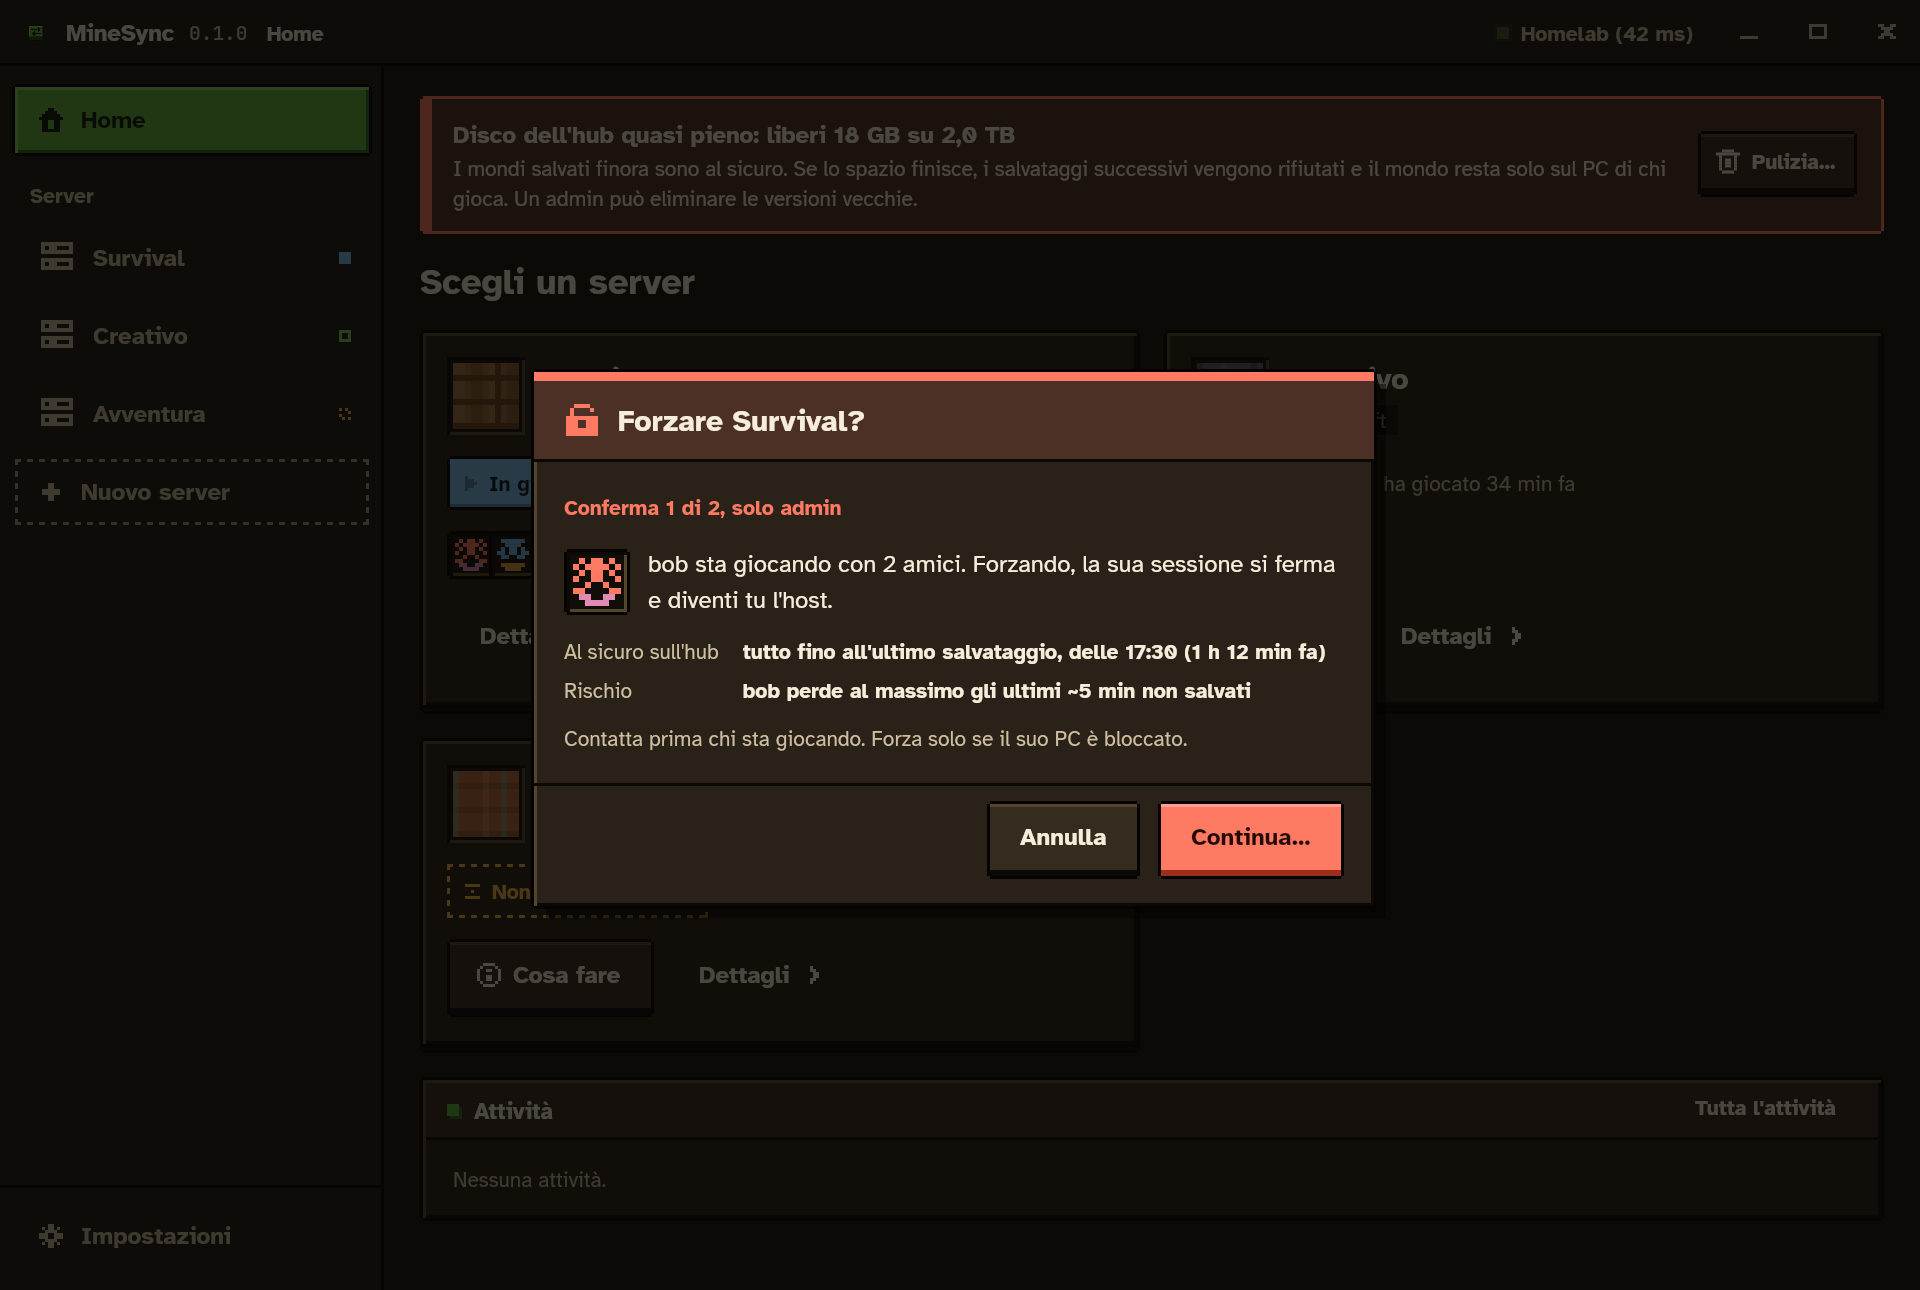 MineSync 0.1.0 Home
Homelab (42 ms)
Home
Server
Survival
Creativo
Avventura
Nuovo server
Impostazioni
Disco dell'hub quasi pieno: liberi 18 GB su 2,0 TB
I mondi salvati finora sono al sicuro. Se lo spazio finisce, i salvataggi successivi vengono rifiutati e il mondo resta solo sul PC di chi
gioca. Un admin può eliminare le versioni vecchie.
Pulizia...
Scegli un server
ha giocato 34 min fa
Dettagli
Forzare Survival?
Conferma 1 di 2, solo admin
bob sta giocando con 2 amici. Forzando, la sua sessione si ferma
e diventi tu l'host.
Al sicuro sull'hub tutto fino all'ultimo salvataggio, delle 17:30 (1 h 12 min fa)
Rischio bob perde al massimo gli ultimi ~5 min non salvati
Contatta prima chi sta giocando. Forza solo se il suo PC è bloccato.
Annulla
Continua...
Non
Cosa fare
Dettagli
Attività
Tutta l'attività
Nessuna attività.